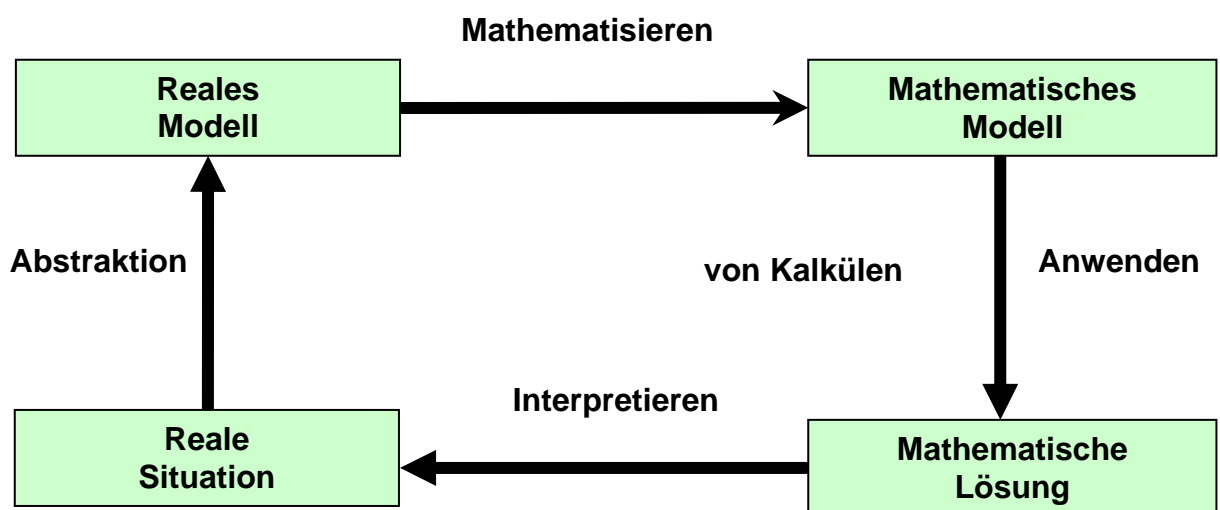 Mathematisieren
Reales
Modell
Mathematisches
Modell
Abstraktion
von Kalkülen
Anwenden
Interpretieren
Reale
Situation
Mathematische
Lösung